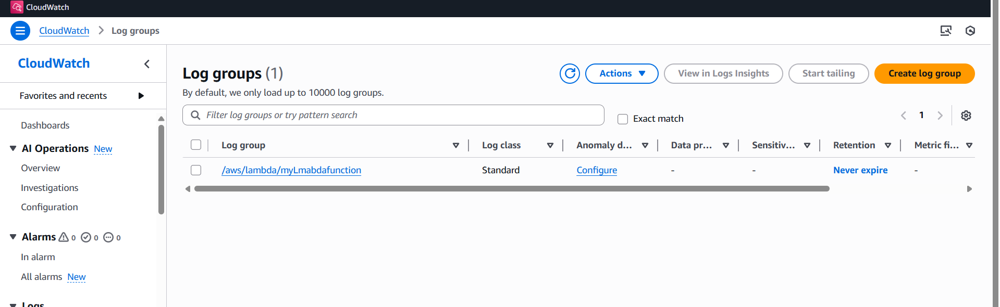 CloudWatch
CloudWatch > Log groups
CloudWatch
Favorites and recents
Dashboards
AI Operations New
Overview
Investigations
Configuration
Alarms 0 0 0
In alarm
All alarms New
Logs
Log groups (1)
Actions
View in Logs Insights
Start tailing
Create log group
By default, we only load up to 10000 log groups.
Filter log groups or try pattern search
Exact match
1
Log group Log class Anomaly d... Data pr... Sensitiv... Retention Metric fi...
/aws/lambda/myLmabdafunction Standard Configure - - Never expire -